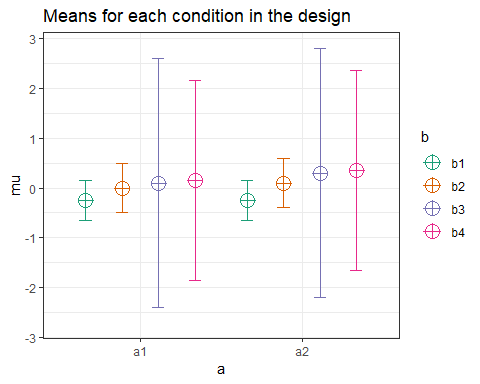 Means for each condition in the design
3
2
1
0
-1
-2
-3
mu
a1
a2
a
b
b1
b2
b3
b4